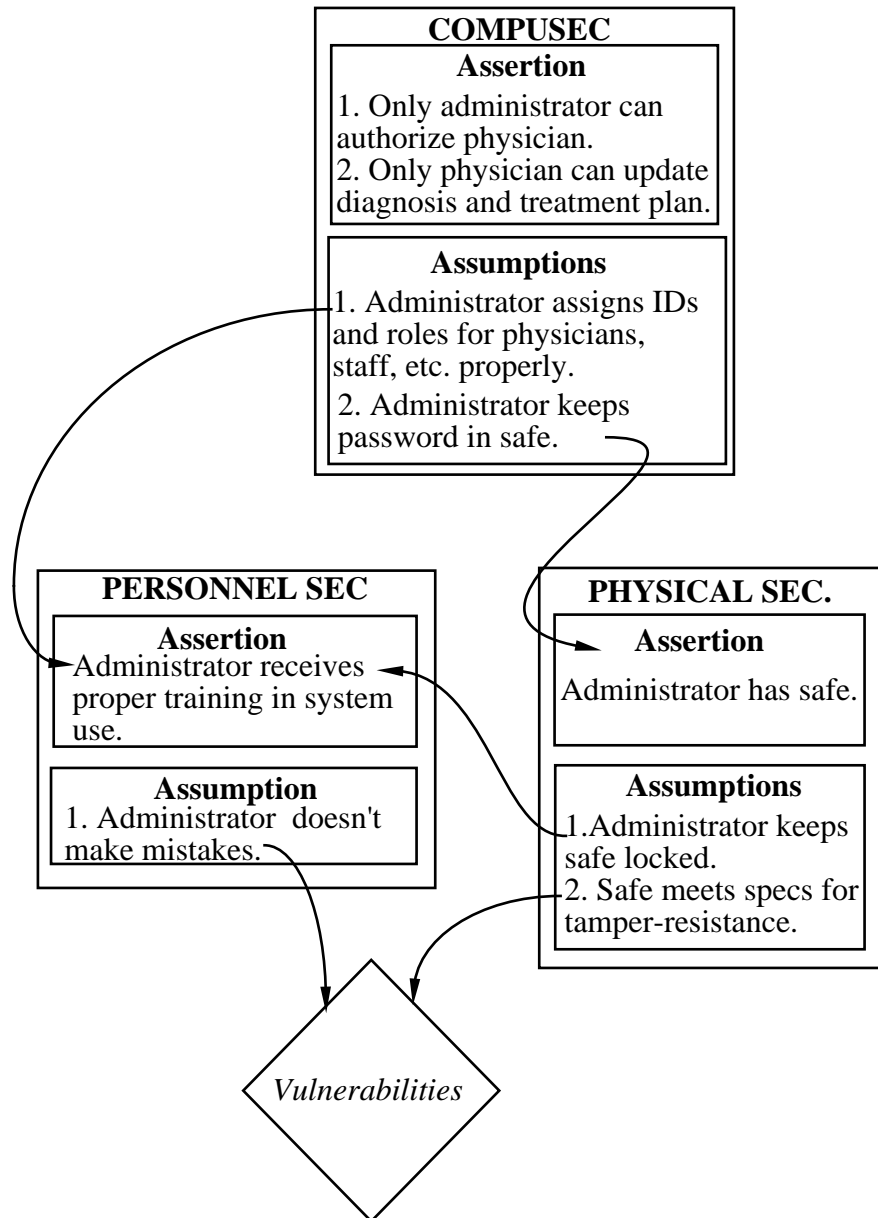 COMPUSEC
Assertion
1. Only administrator can
authorize physician.
2. Only physician can update
diagnosis and treatment plan.
Assumptions
1. Administrator assigns IDs
and roles for physicians,
staff, etc. properly.
2. Administrator keeps
password in safe.
PERSONNEL SEC
Assertion
Administrator receives
proper training in system
use.
Assumption
1. Administrator doesn't
make mistakes.
PHYSICAL SEC.
Assertion
Administrator has safe.
Assumptions
1.Administrator keeps
safe locked.
2. Safe meets specs for
tamper-resistance.
Vulnerabilities